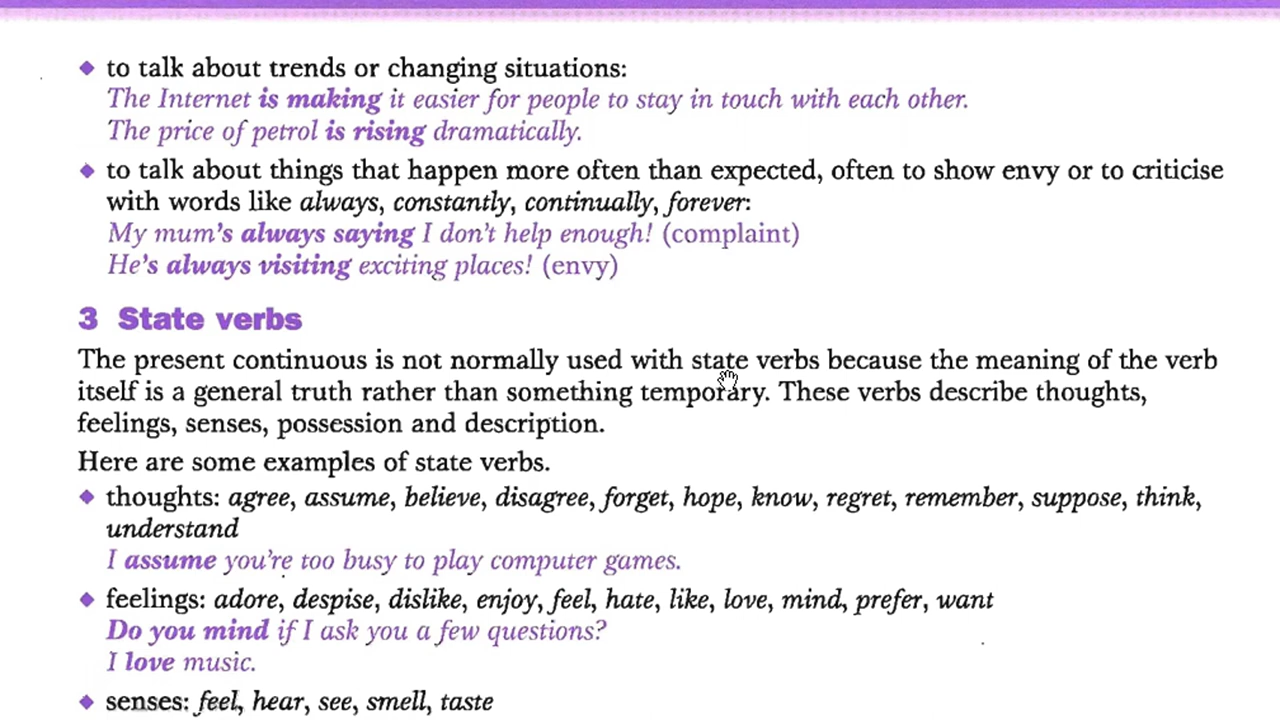 ◆ to talk about trends or changing situations:
The Internet is making it easier for people to stay in touch with each other.
The price of petrol is rising dramatically.
◆ to talk about things that happen more often than expected, often to show envy or to criticise
with words like always, constantly, continually, forever:
My mum's always saying I don't help enough! (complaint)
He's always visiting exciting places! (envy)
3 State verbs
The present continuous is not normally used with state verbs because the meaning of the verb
itself is a general truth rather than something temporary. These verbs describe thoughts,
feelings, senses, possession and description.
Here are some examples of state verbs.
◆ thoughts: agree, assume, believe, disagree, forget, hope, know, regret, remember, suppose, think,
understand
I assume you're too busy to play computer games.
◆ feelings: adore, despise, dislike, enjoy, feel, hate, like, love, mind, prefer, want
Do you mind if I ask you a few questions?
I love music.
◆ senses: feel, hear, see, smell, taste